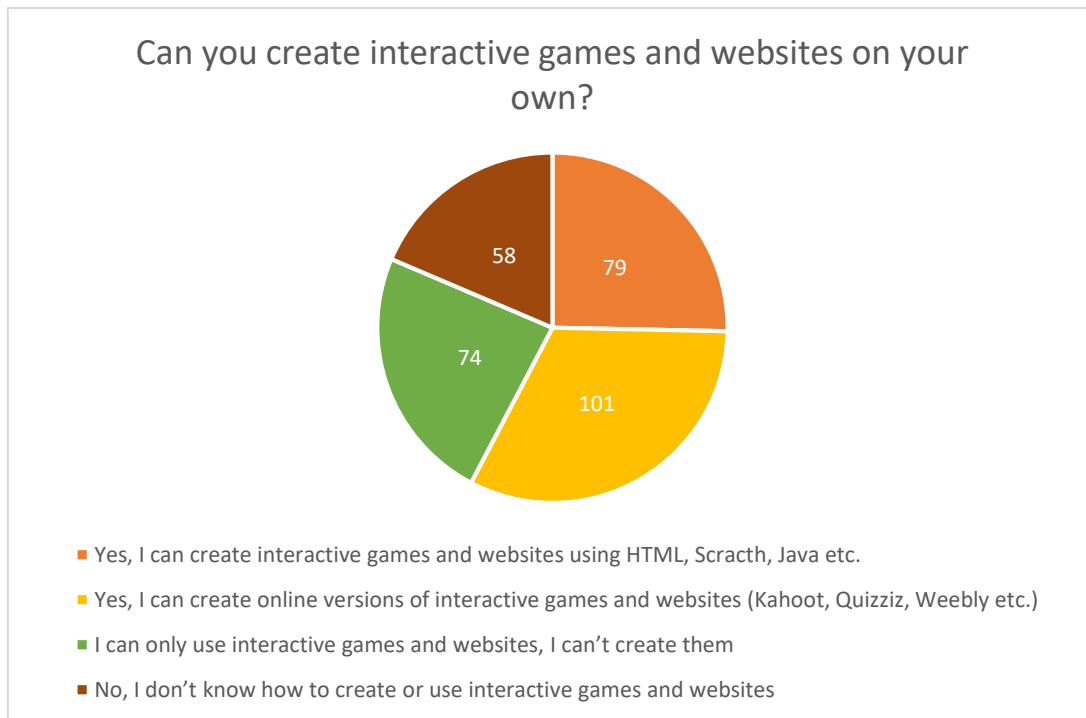 Can you create interactive games and websites on your
own?
58
79
74
101
Yes, I can create interactive games and websites using HTML, Scracth, Java etc.
Yes, I can create online versions of interactive games and websites (Kahoot, Quizziz, Weebly etc.)
I can only use interactive games and websites, I can’t create them
No, I don’t know how to create or use interactive games and websites